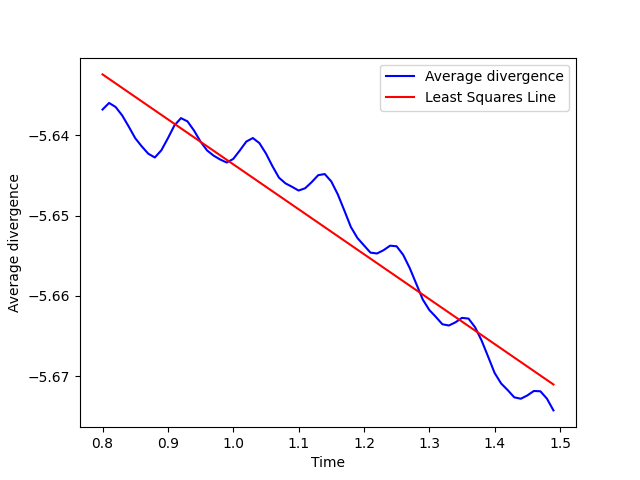 Average divergence
Least Squares Line
Average divergence
−5.64
−5.65
−5.66
−5.67
0.8 0.9 1.0 1.1 1.2 1.3 1.4 1.5
Time